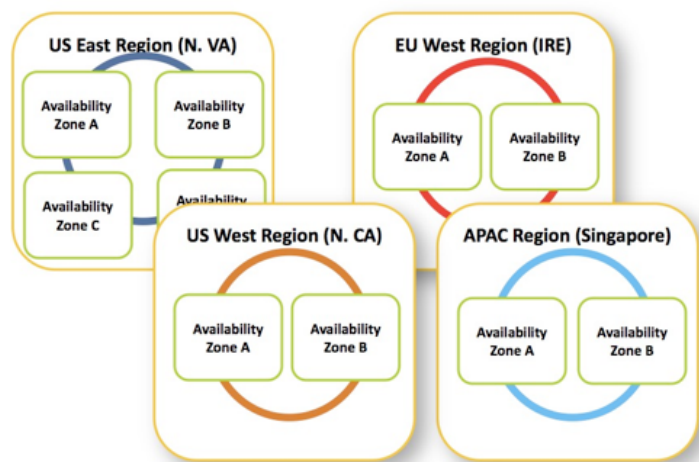 US East Region (N. VA)
Availability
Zone A
Availability
Zone B
Availability
Zone C
Availability
EU West Region (IRE)
Availability
Zone A
Availability
Zone B
US West Region (N. CA)
Availability
Zone A
Availability
Zone B
APAC Region (Singapore)
Availability
Zone A
Availability
Zone B